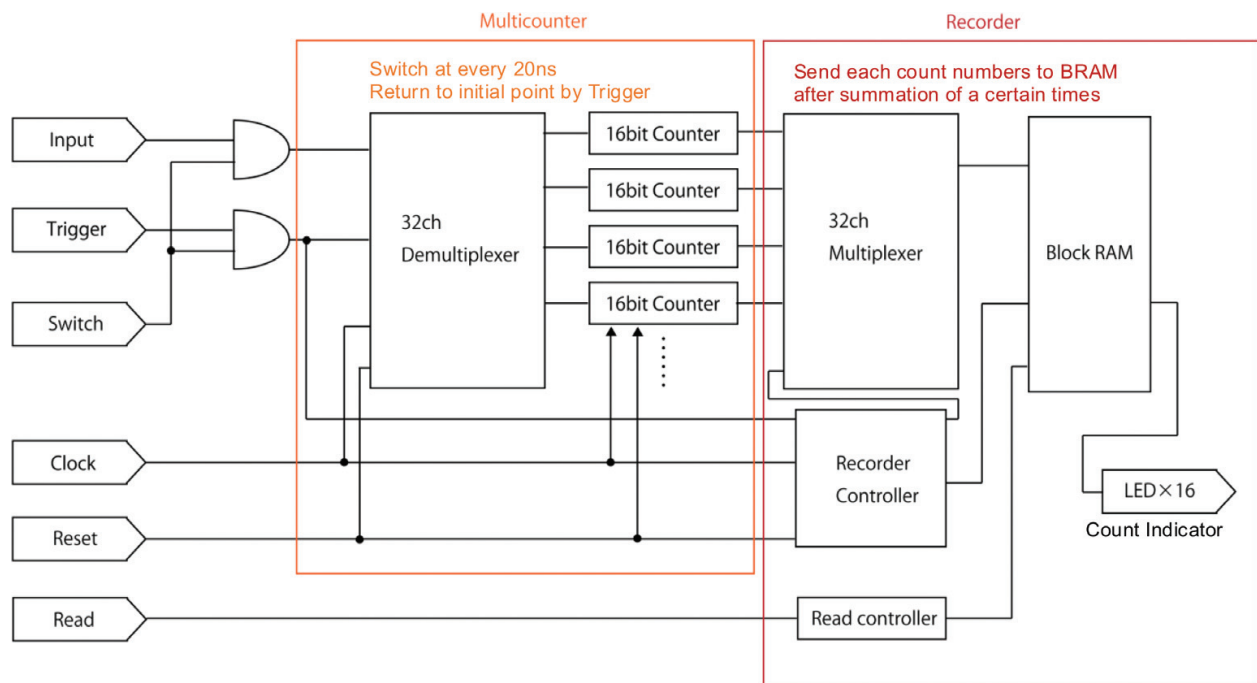 Multicounter
Recorder
Switch at every 20ns
Return to initial point by Trigger
Send each count numbers to BRAM
after summation of a certain times
Input
Trigger
Switch
Clock
Reset
Read
32ch
Demultiplexer
16bit Counter
16bit Counter
16bit Counter
16bit Counter
32ch
Multiplexer
Block RAM
Recorder
Controller
Read controller
LED×16
Count Indicator